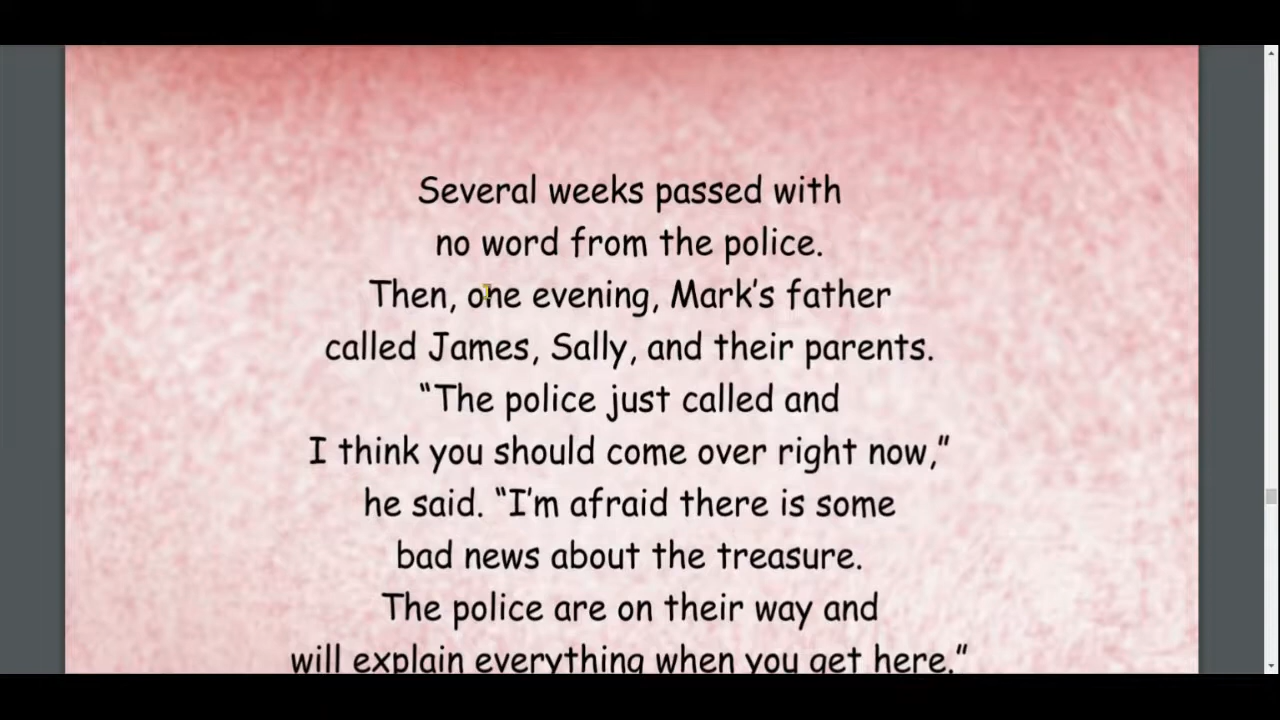 Several weeks passed with
no word from the police.
Then, one evening, Mark’s father
called James, Sally, and their parents.
“The police just called and
I think you should come over right now,”
he said. “I’m afraid there is some
bad news about the treasure.
The police are on their way and
will explain everything when you get here.”